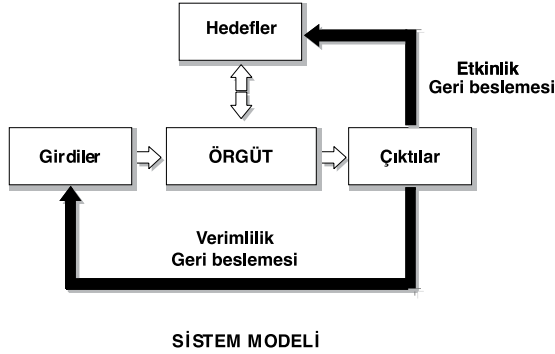 Hedefler
Etkinlik
Geri beslemesi
Girdiler
ÖRGÜT
Çıktılar
Verimlilik
Geri beslemesi
SİSTEM MODELİ